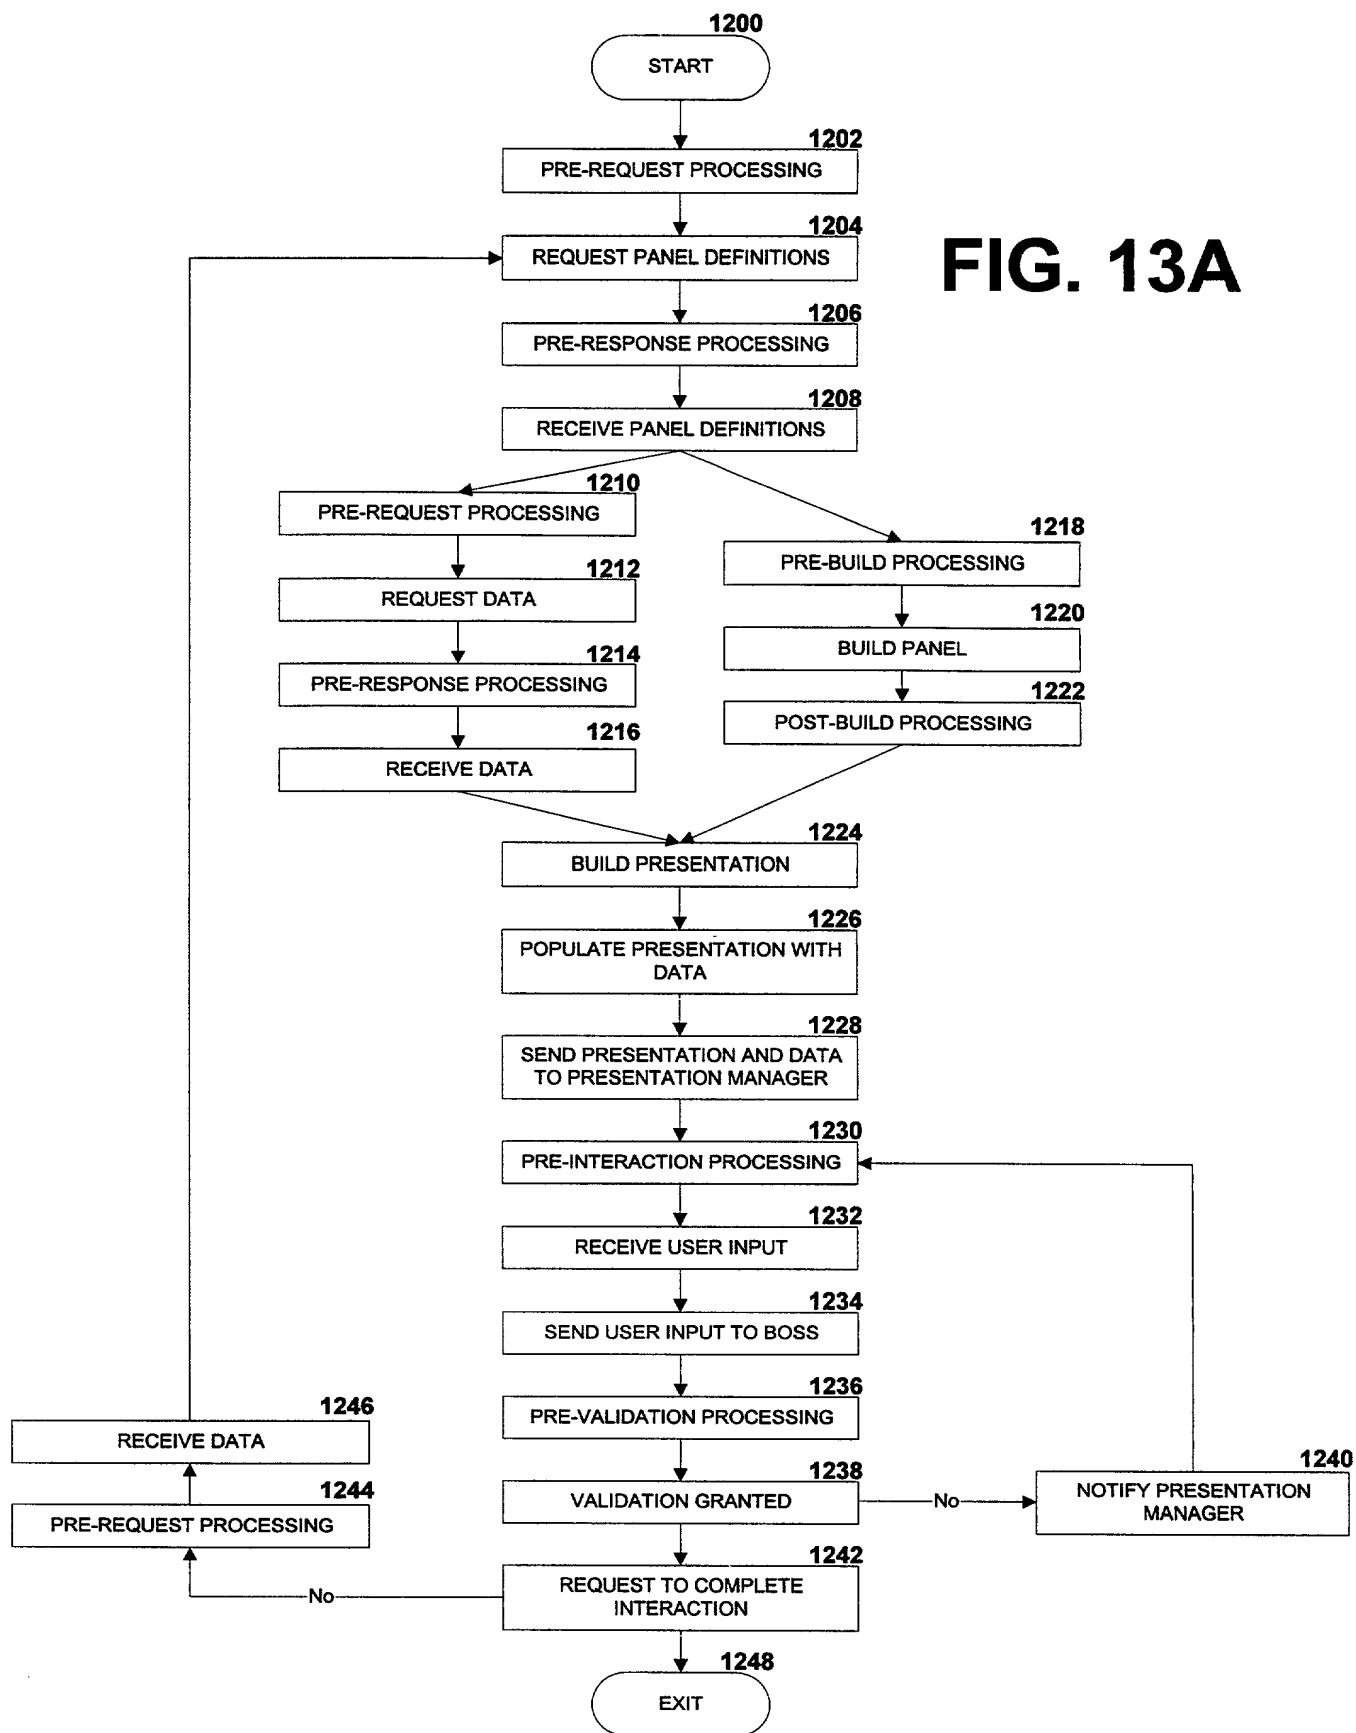 1200
START
1202
PRE-REQUEST PROCESSING
1204
REQUEST PANEL DEFINITIONS
FIG. 13A
1206
PRE-RESPONSE PROCESSING
1208
RECEIVE PANEL DEFINITIONS
1210
PRE-REQUEST PROCESSING
1212
REQUEST DATA
1214
PRE-RESPONSE PROCESSING
1216
RECEIVE DATA
1218
PRE-BUILD PROCESSING
1220
BUILD PANEL
1222
POST-BUILD PROCESSING
1224
BUILD PRESENTATION
1226
POPULATE PRESENTATION WITH
DATA
1228
SEND PRESENTATION AND DATA
TO PRESENTATION MANAGER
1230
PRE-INTERACTION PROCESSING
1232
RECEIVE USER INPUT
1234
SEND USER INPUT TO BOSS
1236
PRE-VALIDATION PROCESSING
1238
VALIDATION GRANTED
No
1240
NOTIFY PRESENTATION
MANAGER
1242
REQUEST TO COMPLETE
INTERACTION
No
1244
PRE-REQUEST PROCESSING
1246
RECEIVE DATA
1248
EXIT